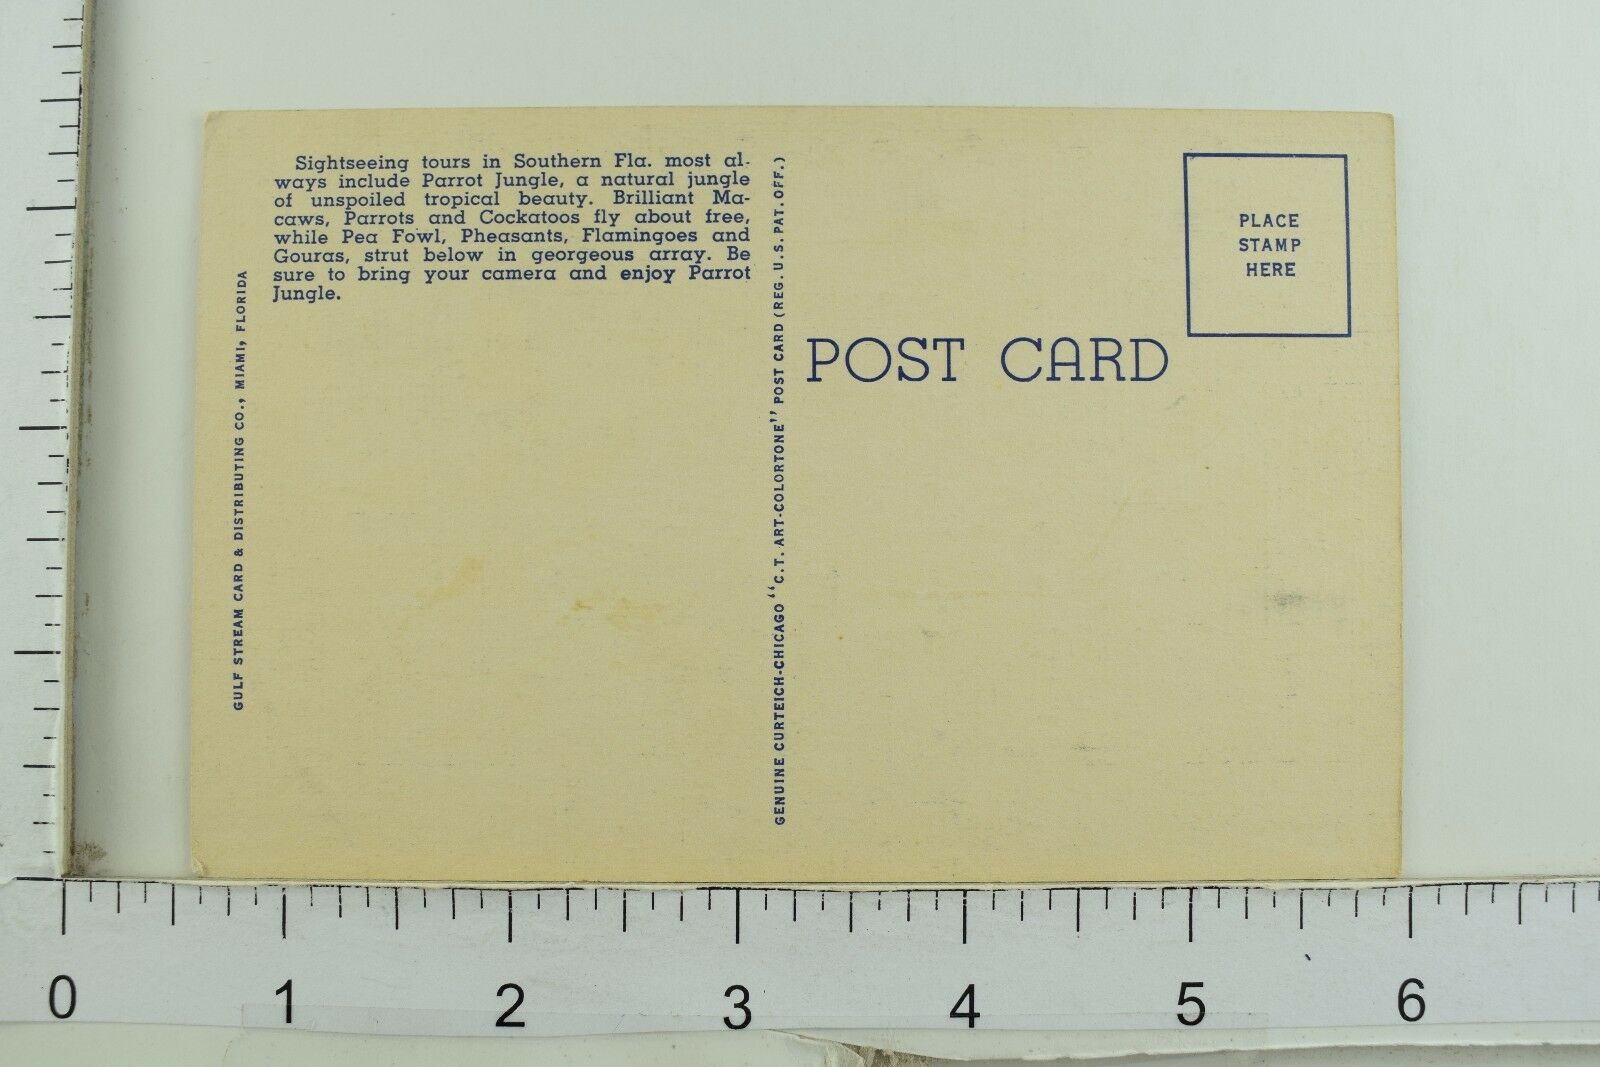 Sightseeing tours in Southern Fla. most al-
ways include Parrot Jungle, a natural jungle
of unspoiled tropical beauty. Brilliant Ma-
caws, Parrots and Cockatoos fly about free,
while Pea Fowl, Pheasants, Flamingoes and
Gouras, strut below in georgeous array. Be
sure to bring your camera and enjoy Parrot
Jungle.
GULF STREAM CARD & DISTRIBUTING CO., MIAMI, FLORIDA
GENUINE CURTEICH-CHICAGO "C.T. ART-COLORTONE" POST CARD (REG. U.S. PAT. OFF.)
PLACE
STAMP
HERE
POST CARD
0 1 2 3 4 5 6